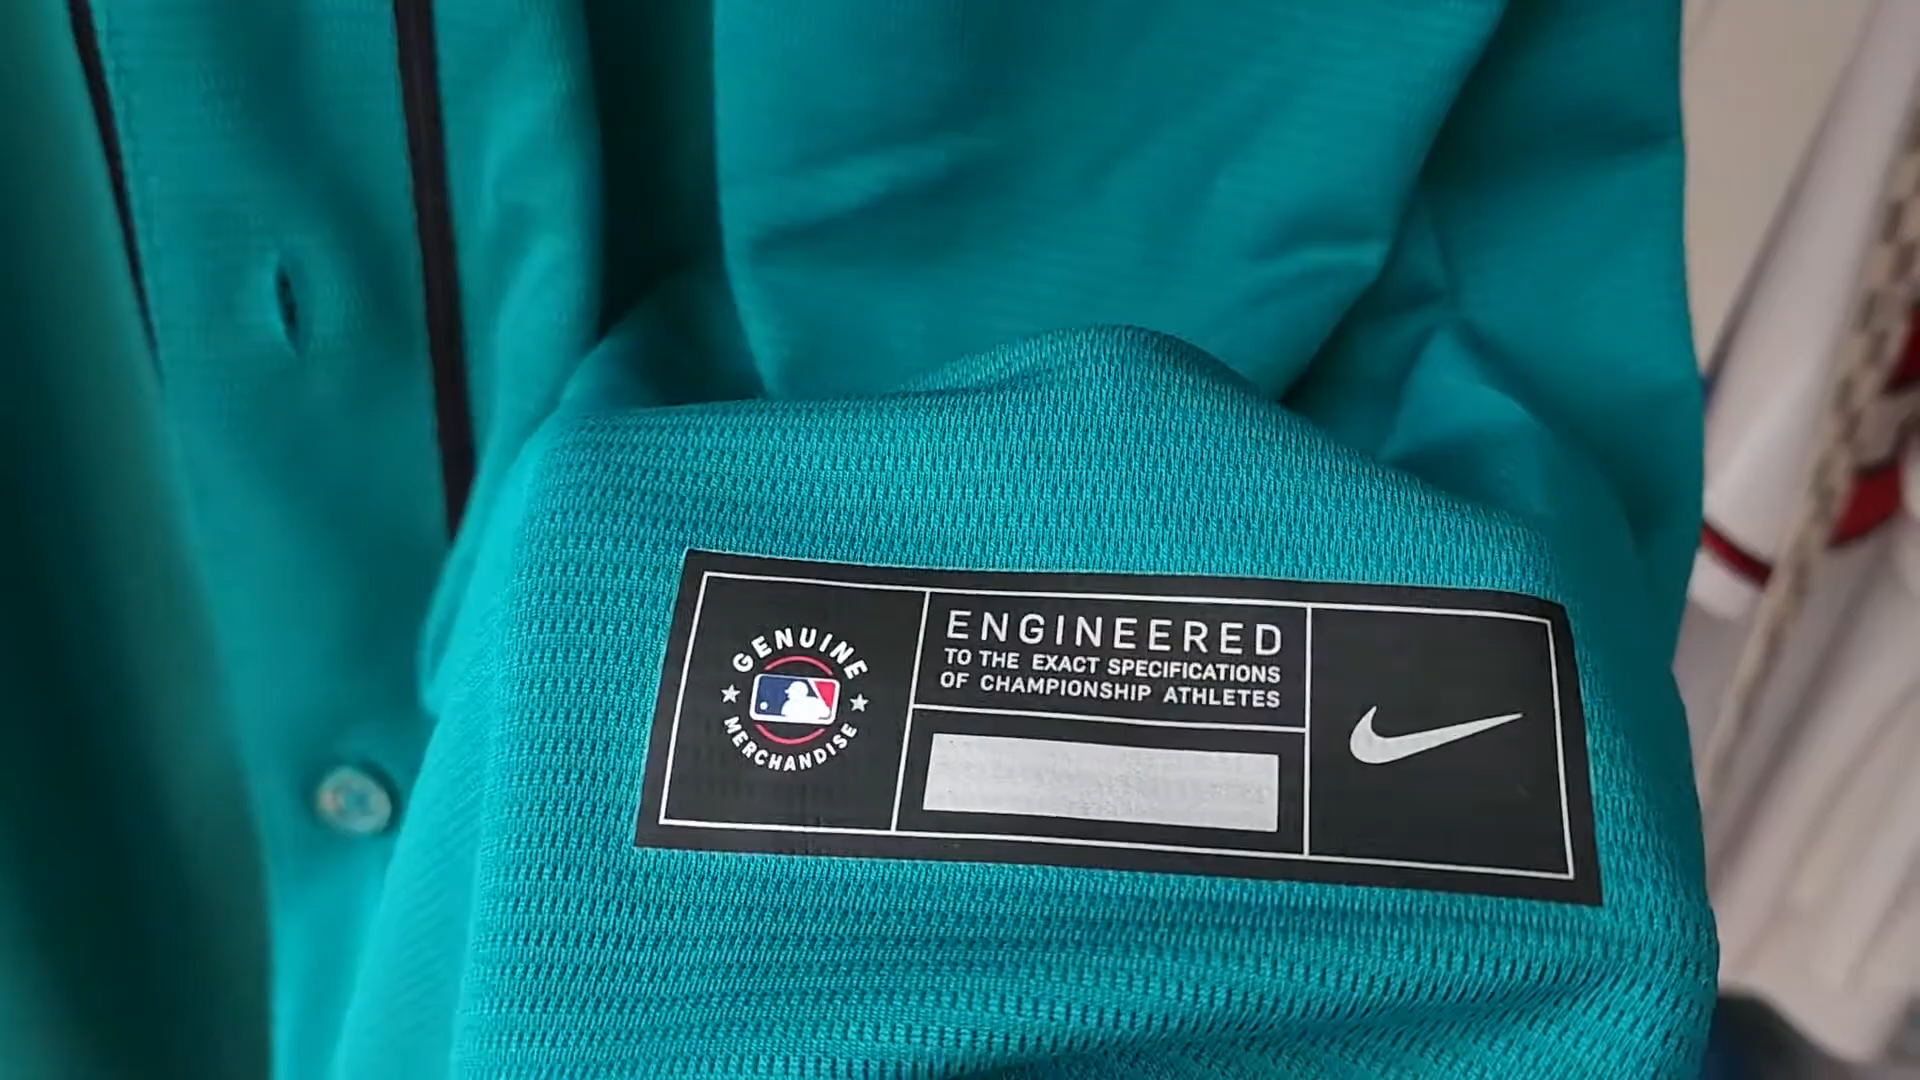 GENUINE
MERCHANDISE
ENGINEERED
TO THE EXACT SPECIFICATIONS
OF CHAMPIONSHIP ATHLETES